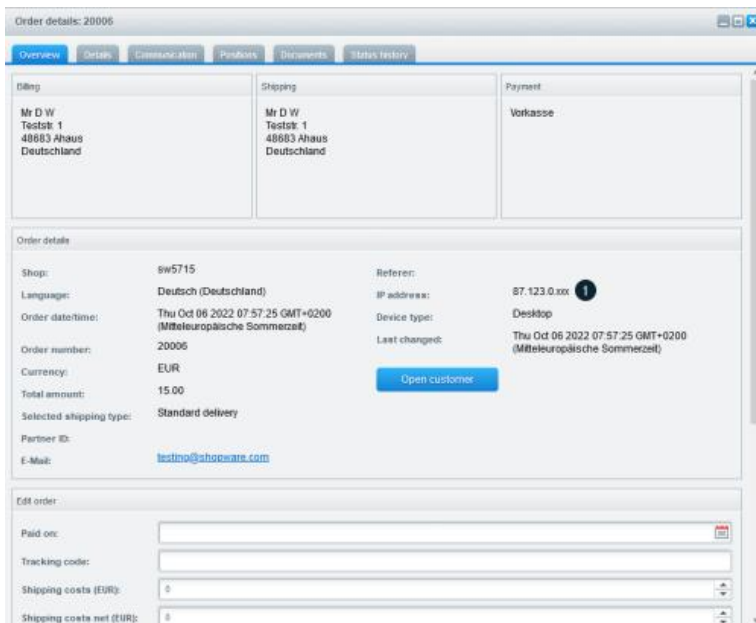 Order details: 20006
Overview Details Communication Positions Documents Status history
Billing
Mr D W
Teststr. 1
48683 Ahaus
Deutschland
Shipping
Mr D W
Teststr. 1
48683 Ahaus
Deutschland
Payment
Vorkasse
Order details
Shop: sw5715
Language: Deutsch (Deutschland)
Order date/time: Thu Oct 06 2022 07:57:25 GMT+0200
(Mitteleuropäische Sommerzeit)
Order number: 20006
Currency: EUR
Total amount: 15.00
Selected shipping type: Standard delivery
Partner ID:
E-Mail: testing@shopware.com
Referer:
IP address: 87.123.0.xxx 1
Device type: Desktop
Last changed: Thu Oct 06 2022 07:57:25 GMT+0200
(Mitteleuropäische Sommerzeit)
Open customer
Edit order
Paid on:
Tracking code:
Shipping costs (EUR): 0
Shipping costs net (EUR): 0